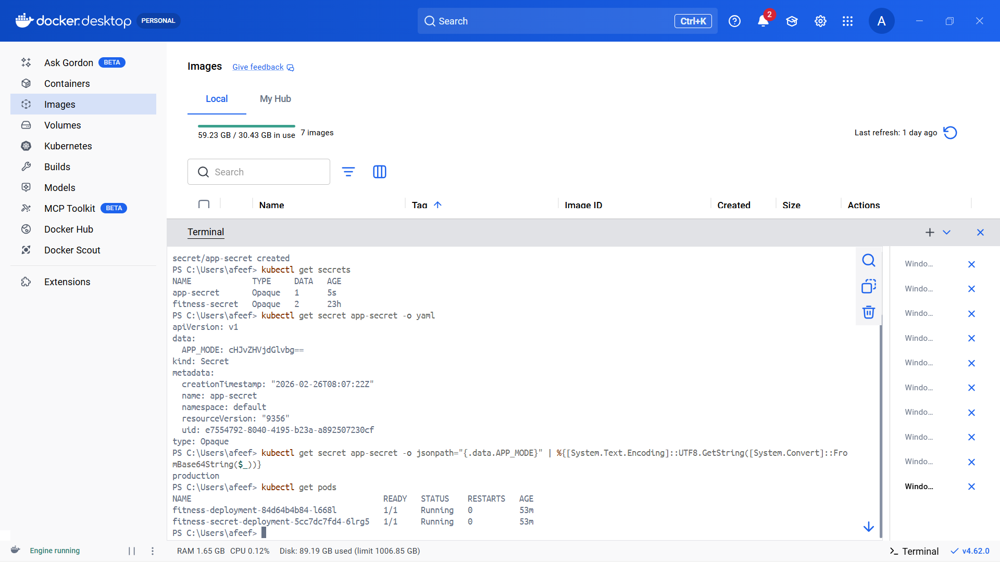 docker.desktop PERSONAL
Search Ctrl+K
2
A
Ask Gordon BETA
Containers
Images
Volumes
Kubernetes
Builds
Models
MCP Toolkit BETA
Docker Hub
Docker Scout
Extensions
Images Give feedback
Local My Hub
59.23 GB / 30.43 GB in use 7 images
Last refresh: 1 day ago
Search
Name Tag Image ID Created Size Actions
Terminal
secret/app-secret created
PS C:\Users\afeef> kubectl get secrets
NAME TYPE DATA AGE
app-secret Opaque 1 5s
fitness-secret Opaque 2 23h
PS C:\Users\afeef> kubectl get secret app-secret -o yaml
apiVersion: v1
data:
  APP_MODE: cHJvZHVjdGlvbg==
kind: Secret
metadata:
  creationTimestamp: "2026-02-26T08:07:22Z"
  name: app-secret
  namespace: default
  resourceVersion: "9356"
  uid: e7554792-8040-4195-b23a-a892507230cf
type: Opaque
PS C:\Users\afeef> kubectl get secret app-secret -o jsonpath="{.data.APP_MODE}" | %{[System.Text.Encoding]::UTF8.GetString([System.Convert]::Fro
mBase64String($_))}
production
PS C:\Users\afeef> kubectl get pods
NAME READY STATUS RESTARTS AGE
fitness-deployment-84d64b4b84-l668l 1/1 Running 0 53m
fitness-secret-deployment-5cc7dc7fd4-6lrg5 1/1 Running 0 53m
PS C:\Users\afeef>
Windo...
Windo...
Windo...
Windo...
Windo...
Windo...
Windo...
Windo...
Windo...
Windo...
Engine running
RAM 1.65 GB CPU 0.12% Disk: 89.19 GB used (limit 1006.85 GB)
Terminal
v4.62.0